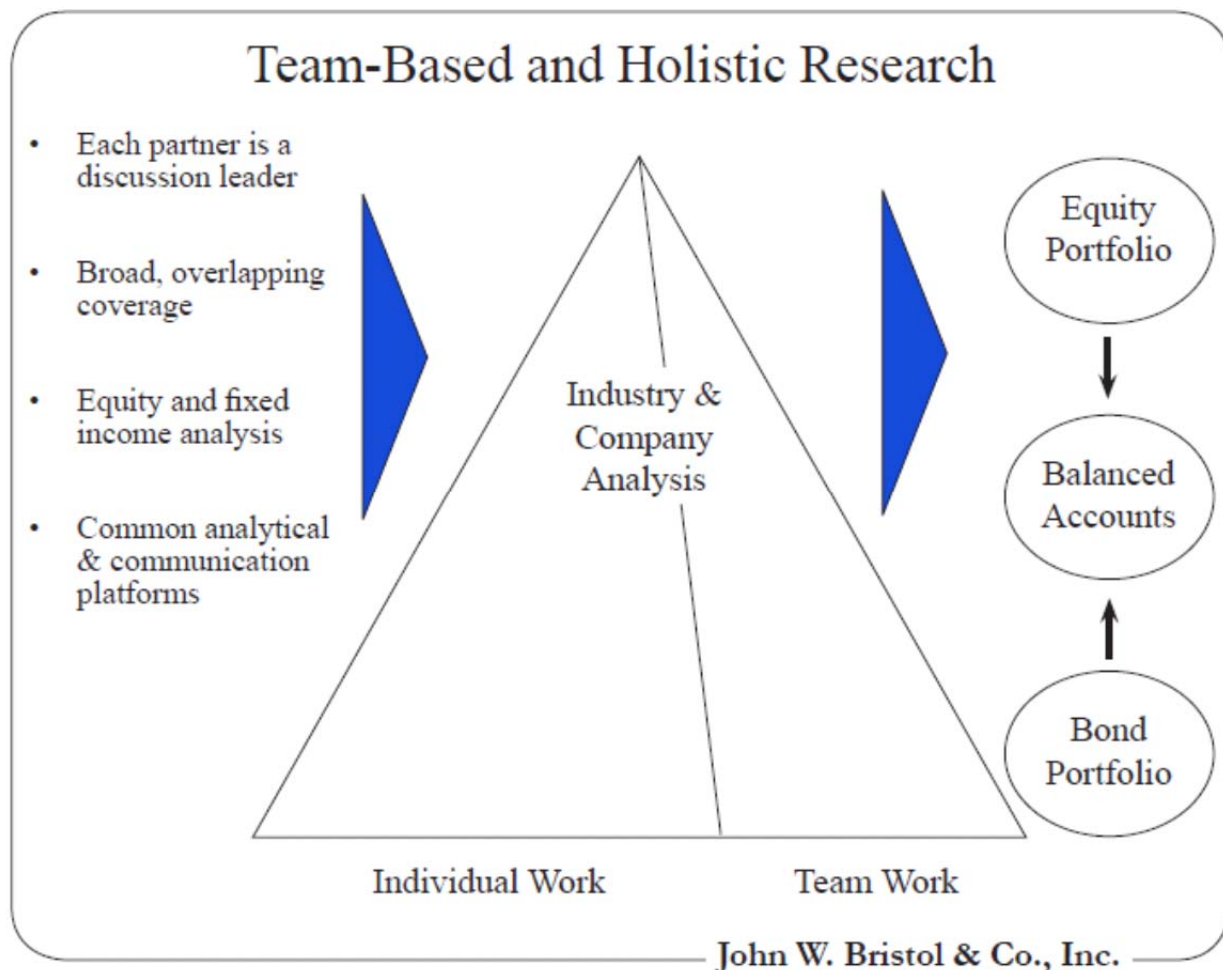 Team-Based and Holistic Research
• Each partner is a
discussion leader
• Broad, overlapping
coverage
• Equity and fixed
income analysis
• Common analytical
& communication
platforms
Industry &
Company
Analysis
Individual Work
Team Work
Equity
Portfolio
Balanced
Accounts
Bond
Portfolio
John W. Bristol & Co., Inc.